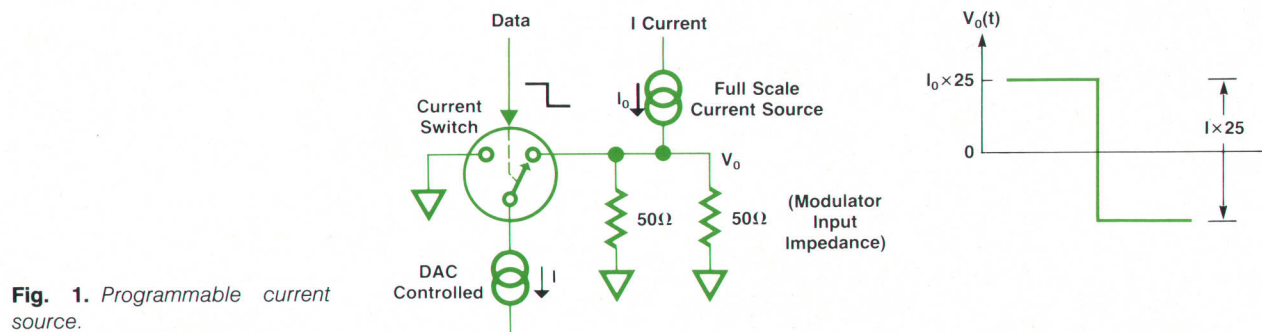 Data
I Current
Current
Switch
I₀
Full Scale
Current Source
V₀
50Ω
50Ω
(Modulator
Input
Impedance)
DAC
Controlled
I
V₀(t)
I₀×25
0
I×25
Fig. 1. Programmable current
source.